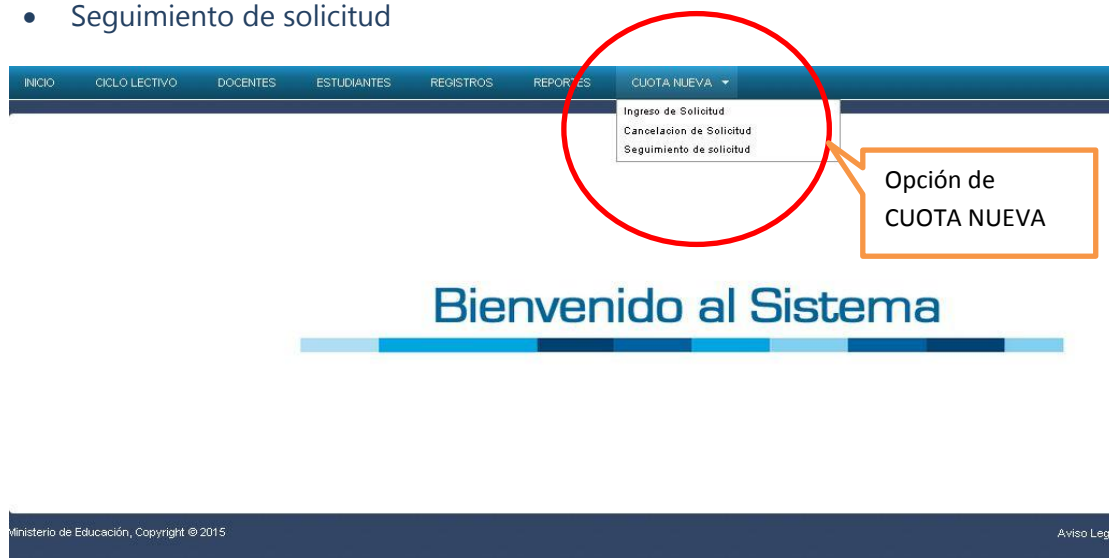 • Seguimiento de solicitud
INICIO CICLO LECTIVO DOCENTES ESTUDIANTES REGISTROS REPORTES CUOTA NUEVA
Ingreso de Solicitud
Cancelacion de Solicitud
Seguimiento de solicitud
Opción de
CUOTA NUEVA
Bienvenido al Sistema
Ministerio de Educación, Copyright © 2015 Aviso Leg